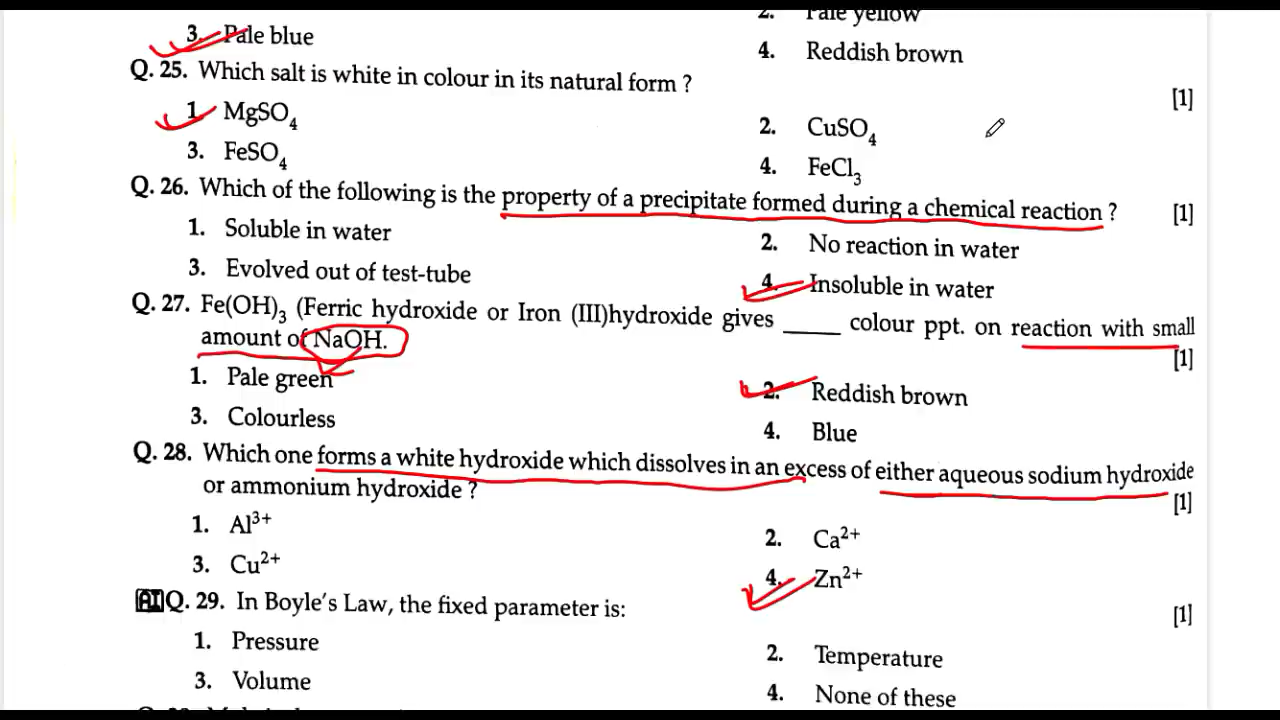 2. Pale yellow
3. Pale blue
4. Reddish brown
Q. 25. Which salt is white in colour in its natural form ? [1]
1. MgSO4
2. CuSO4
3. FeSO4
4. FeCl3
Q. 26. Which of the following is the property of a precipitate formed during a chemical reaction ? [1]
1. Soluble in water
2. No reaction in water
3. Evolved out of test-tube
4. Insoluble in water
Q. 27. Fe(OH)3 (Ferric hydroxide or Iron (III)hydroxide gives _____ colour ppt. on reaction with small
amount of NaOH. [1]
1. Pale green
2. Reddish brown
3. Colourless
4. Blue
Q. 28. Which one forms a white hydroxide which dissolves in an excess of either aqueous sodium hydroxide
or ammonium hydroxide ? [1]
1. Al3+
2. Ca2+
3. Cu2+
4. Zn2+
AI Q. 29. In Boyle's Law, the fixed parameter is: [1]
1. Pressure
2. Temperature
3. Volume
4. None of these